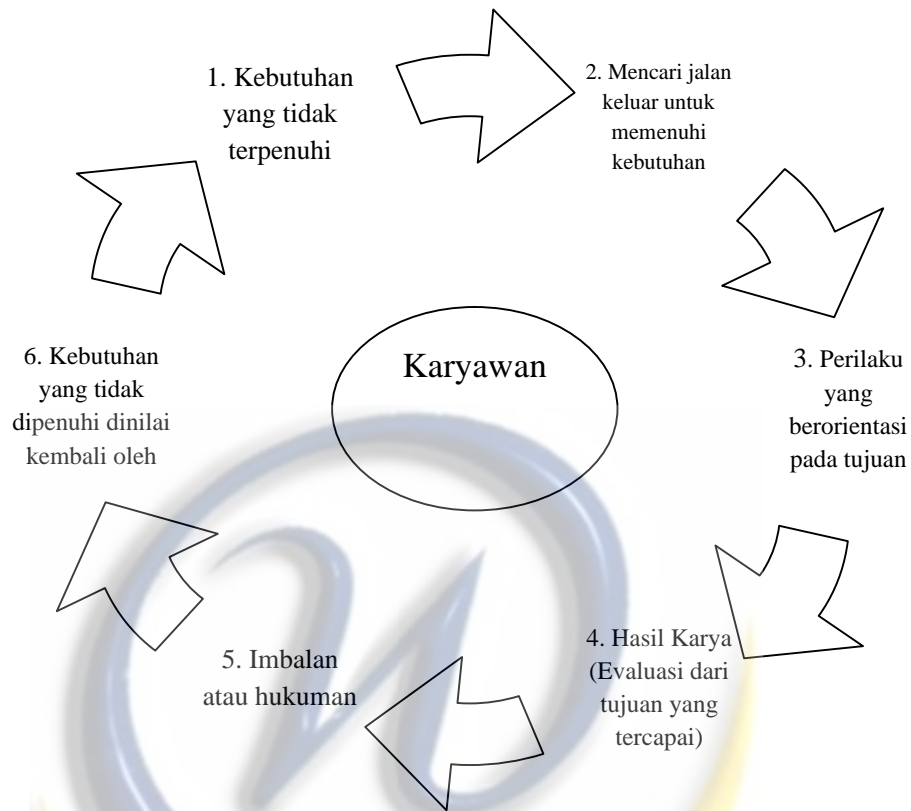 1. Kebutuhan
yang tidak
terpenuhi
2. Mencari jalan
keluar untuk
memenuhi
kebutuhan
3. Perilaku
yang
berorientasi
pada tujuan
4. Hasil Karya
(Evaluasi dari
tujuan yang
tercapai)
5. Imbalan
atau hukuman
6. Kebutuhan
yang tidak
dipenuhi dinilai
kembali oleh
Karyawan